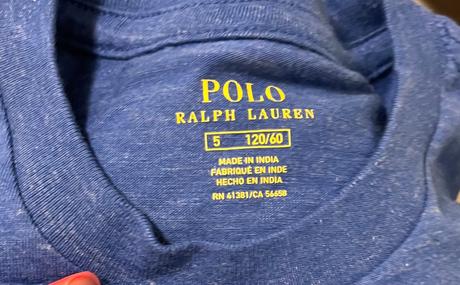 POLO
RALPH LAUREN
5 120/60
MADE IN INDIA
FABRIQUÉ EN INDE
HECHO EN INDIA
RN 41381/CA 56658